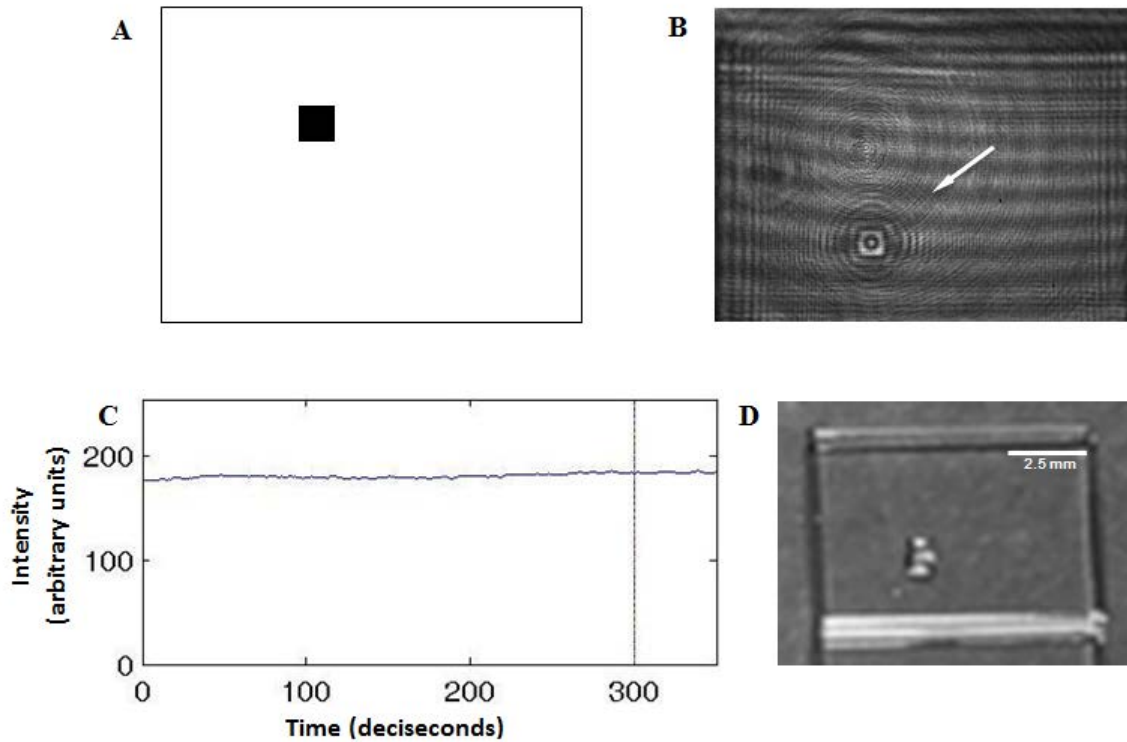 A
B
C
200
100
0
Intensity
(arbitrary units)
0
100
200
300
Time (deciseconds)
D
2.5 mm